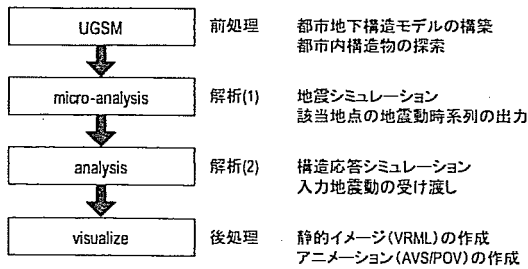 UGSM 前処理 都市地下構造モデルの構築
都市内構造物の探索
micro-analysis 解析(1) 地震シミュレーション
該当地点の地震動時系列の出力
analysis 解析(2) 構造応答シミュレーション
入力地震動の受け渡し
visualize 後処理 静的イメージ(VRML)の作成
アニメーション(AVS/POV)の作成